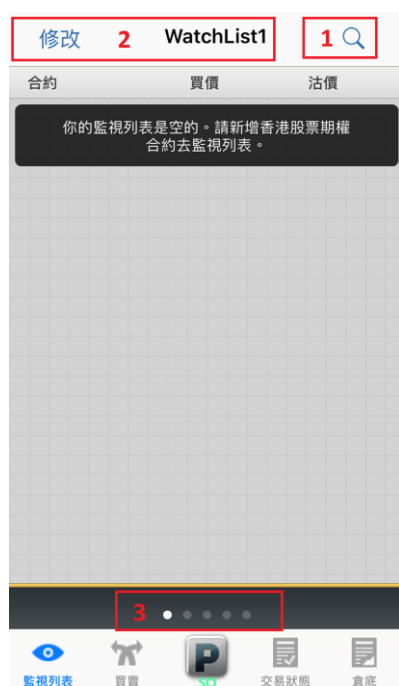 修改 2 WatchList1 1
合約 買價 沽價
你的監視列表是空的。請新增香港股票期權
合約去監視列表。
3
P
監視列表 買賣 SO 交易狀態 倉底